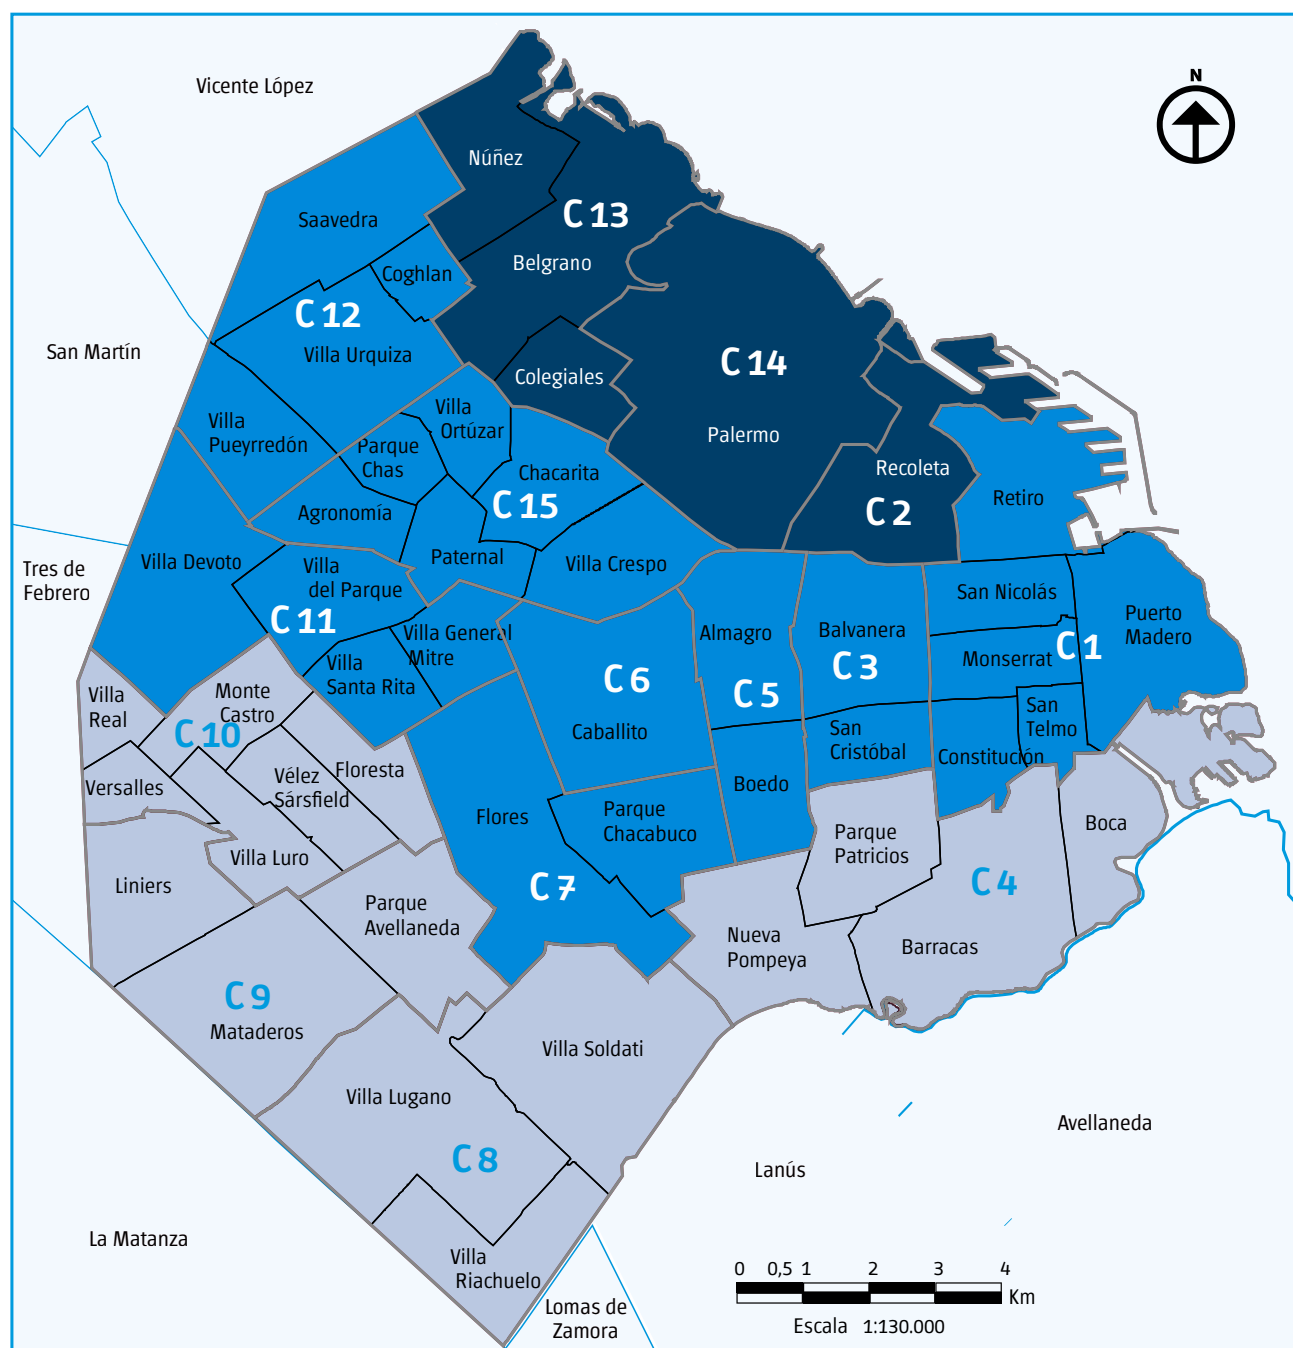 N
Vicente López
Núñez
C 13
Saavedra
Belgrano
Coghlan
C 12
San Martín
Villa Urquiza
C 14
Colegiales
Villa
Ortúzar
Villa
Pueyrredón
Palermo
Parque
Chas
Recoleta
Chacarita
Retiro
C 15
C 2
Agronomía
Paternal
Villa Devoto
Villa Crespo
Villa
del Parque
Tres de
Febrero
San Nicolás
Puerto
Madero
C 11
Villa General
Mitre
Almagro
Balvanera
C 1
Monserrat
Villa
Santa Rita
C 6
C 5
C 3
Villa
Real
Monte
Castro
San
Telmo
C 10
Caballito
San
Cristóbal
Constitución
Floresta
Vélez
Sársfield
Versalles
Boedo
Flores
Parque
Chacabuco
Boca
Parque
Patricios
Villa Luro
Liniers
C 7
C 4
Parque
Avellaneda
Nueva
Pompeya
Barracas
C 9
Mataderos
Villa Soldati
Villa Lugano
Avellaneda
C 8
Lanús
La Matanza
Villa
Riachuelo
0 0,5 1 2 3 4
Km
Lomas de
Zamora
Escala 1:130.000